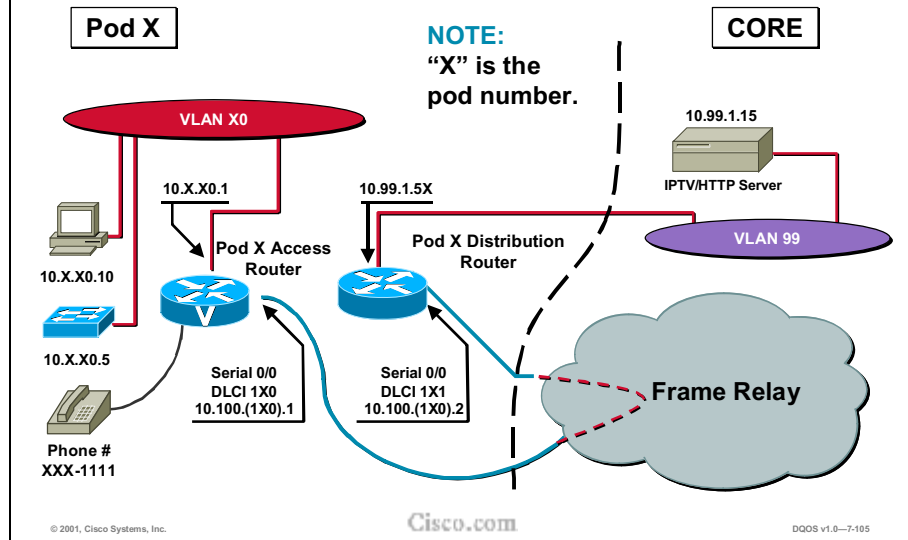 Pod X
NOTE:
“X” is the
pod number.
CORE
VLAN X0
10.99.1.15
IPTV/HTTP Server
10.X.X0.1
10.99.1.5X
VLAN 99
Pod X Access
Router
Pod X Distribution
Router
10.X.X0.10
V
10.X.X0.5
Serial 0/0
DLCI 1X0
10.100.(1X0).1
Serial 0/0
DLCI 1X1
10.100.(1X0).2
Frame Relay
Phone #
XXX-1111
© 2001, Cisco Systems, Inc.
Cisco.com
DQOS v1.0—7-105